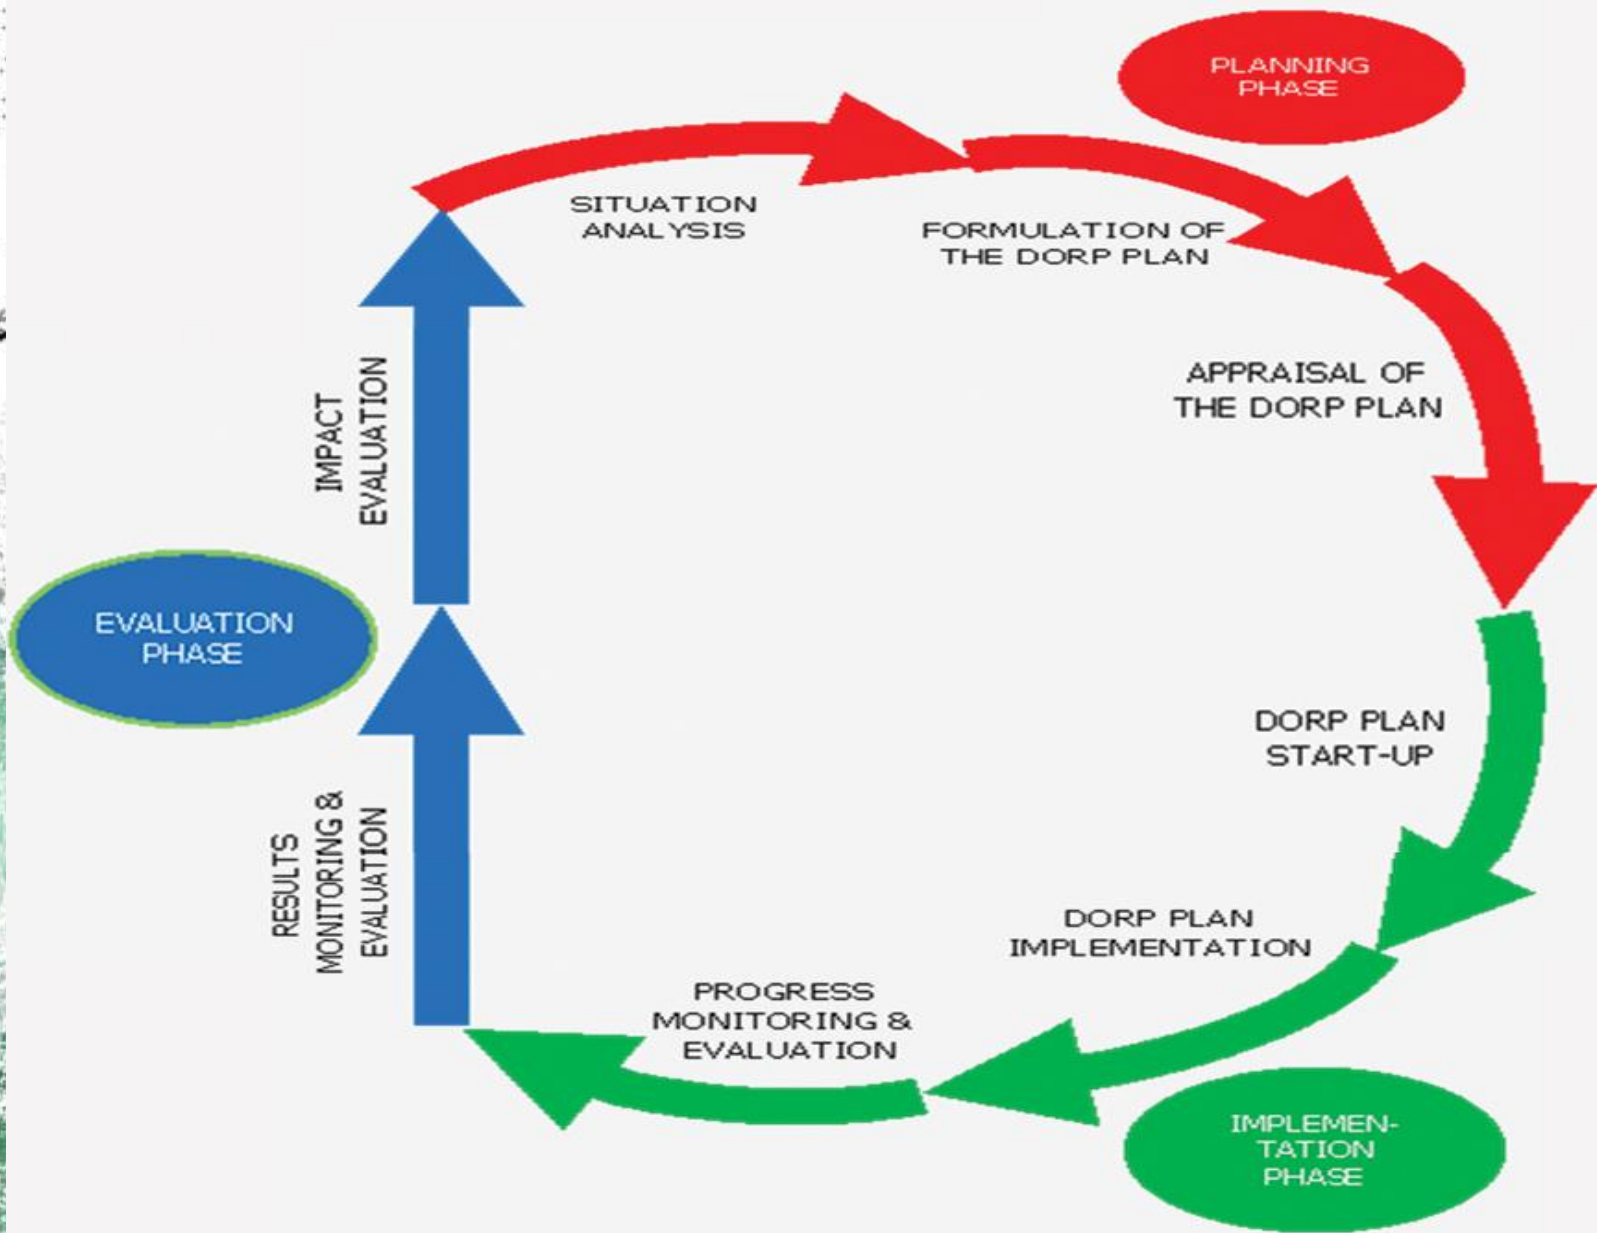 PLANNING
PHASE
SITUATION
ANALYSIS
FORMULATION OF
THE DORP PLAN
APPRAISAL OF
THE DORP PLAN
DORP PLAN
START-UP
DORP PLAN
IMPLEMENTATION
IMPLEMEN-
TATION
PHASE
PROGRESS
MONITORING &
EVALUATION
RESULTS
MONITORING &
EVALUATION
EVALUATION
PHASE
IMPACT
EVALUATION